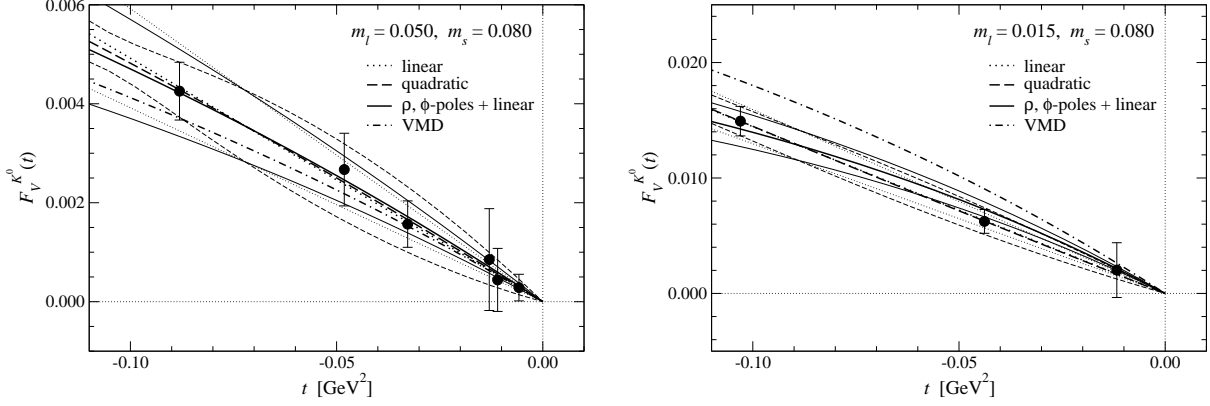 m_l = 0.050, m_s = 0.080
linear
quadratic
ρ, ϕ-poles + linear
VMD
0.006
0.004
0.002
0.000
F_V^{K^0}(t)
-0.10
-0.05
0.00
t [GeV^2]
m_l = 0.015, m_s = 0.080
linear
quadratic
ρ, ϕ-poles + linear
VMD
0.020
0.010
0.000
F_V^{K^0}(t)
-0.10
-0.05
0.00
t [GeV^2]